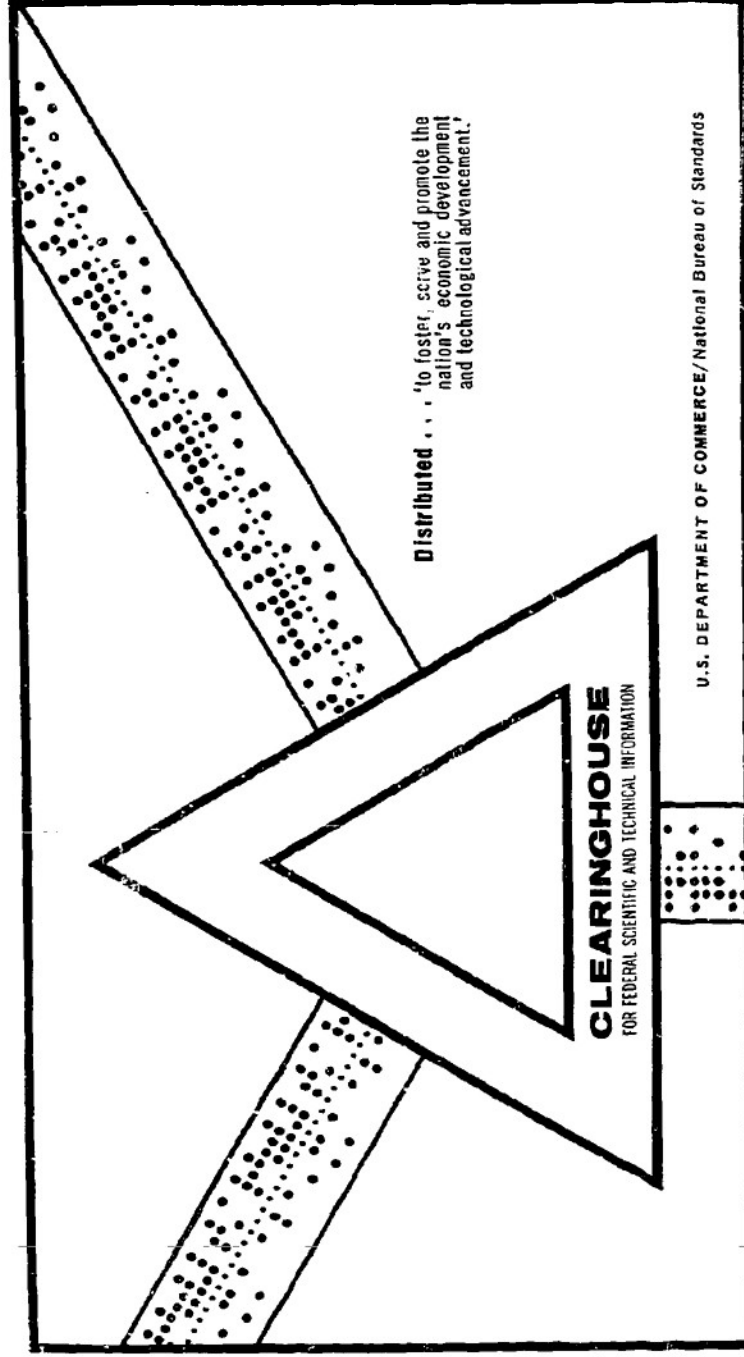 Distributed . . . 'to foster, serve and promote the
nation's economic development
and technological advancement.'
CLEARINGHOUSE
FOR FEDERAL SCIENTIFIC AND TECHNICAL INFORMATION
U.S. DEPARTMENT OF COMMERCE/National Bureau of Standards